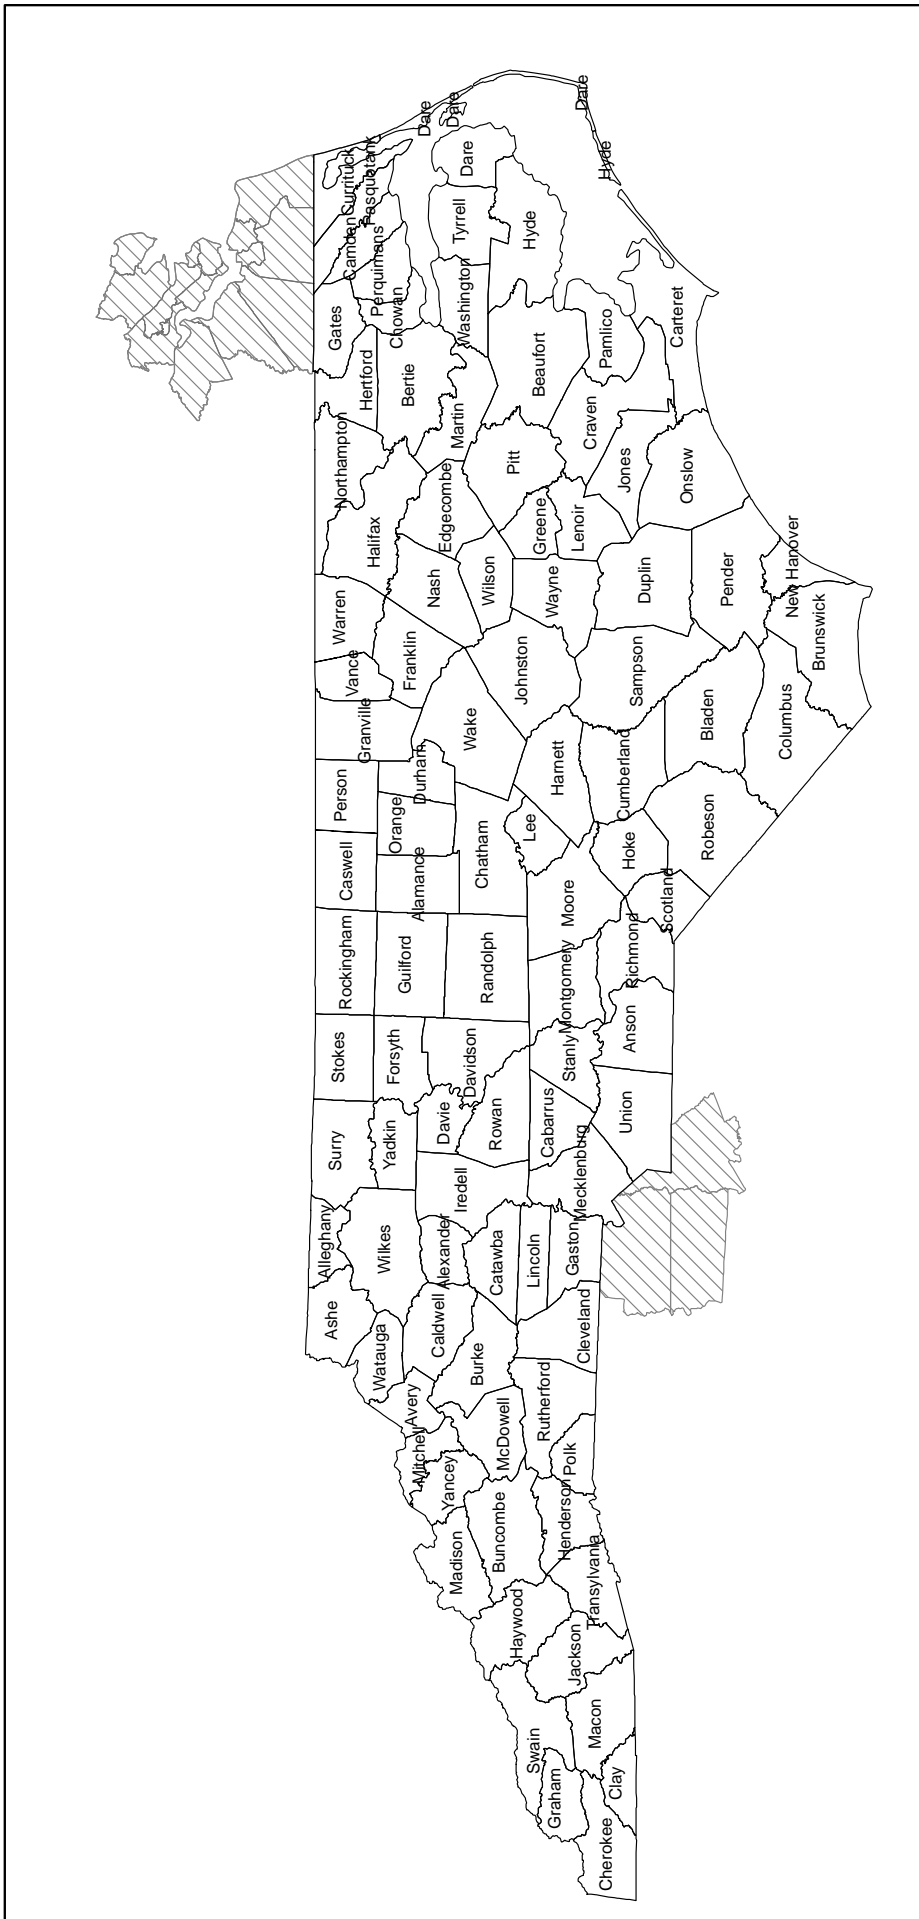 Cherokee
Graham
Clay
Swain
Macon
Jackson
Haywood
Transylvania
Madison
Buncombe
Henderson
Polk
Yancey
Mitchell
McDowell
Rutherford
Avery
Watauga
Burke
Caldwell
Cleveland
Ashe
Alleghany
Wilkes
Alexander
Catawba
Lincoln
Gaston
Iredell
Mecklenburg
Surry
Yadkin
Davie
Rowan
Cabarrus
Union
Stokes
Forsyth
Davidson
Stanly
Anson
Rockingham
Guilford
Randolph
Montgomery
Richmond
Caswell
Alamance
Chatham
Moore
Scotland
Person
Orange
Durham
Lee
Hoke
Robeson
Granville
Wake
Harnett
Cumberland
Bladen
Columbus
Vance
Franklin
Johnston
Sampson
Brunswick
Warren
Nash
Wilson
Wayne
Duplin
Pender
New Hanover
Halifax
Northampton
Edgecombe
Greene
Lenoir
Pitt
Jones
Onslow
Hertford
Bertie
Martin
Beaufort
Craven
Pamlico
Carteret
Gates
Chowan
Perquimans
Camden
Pasquotank
Currituck
Washington
Tyrrell
Hyde
Dare
Dare
Dare
Dare
Hyde